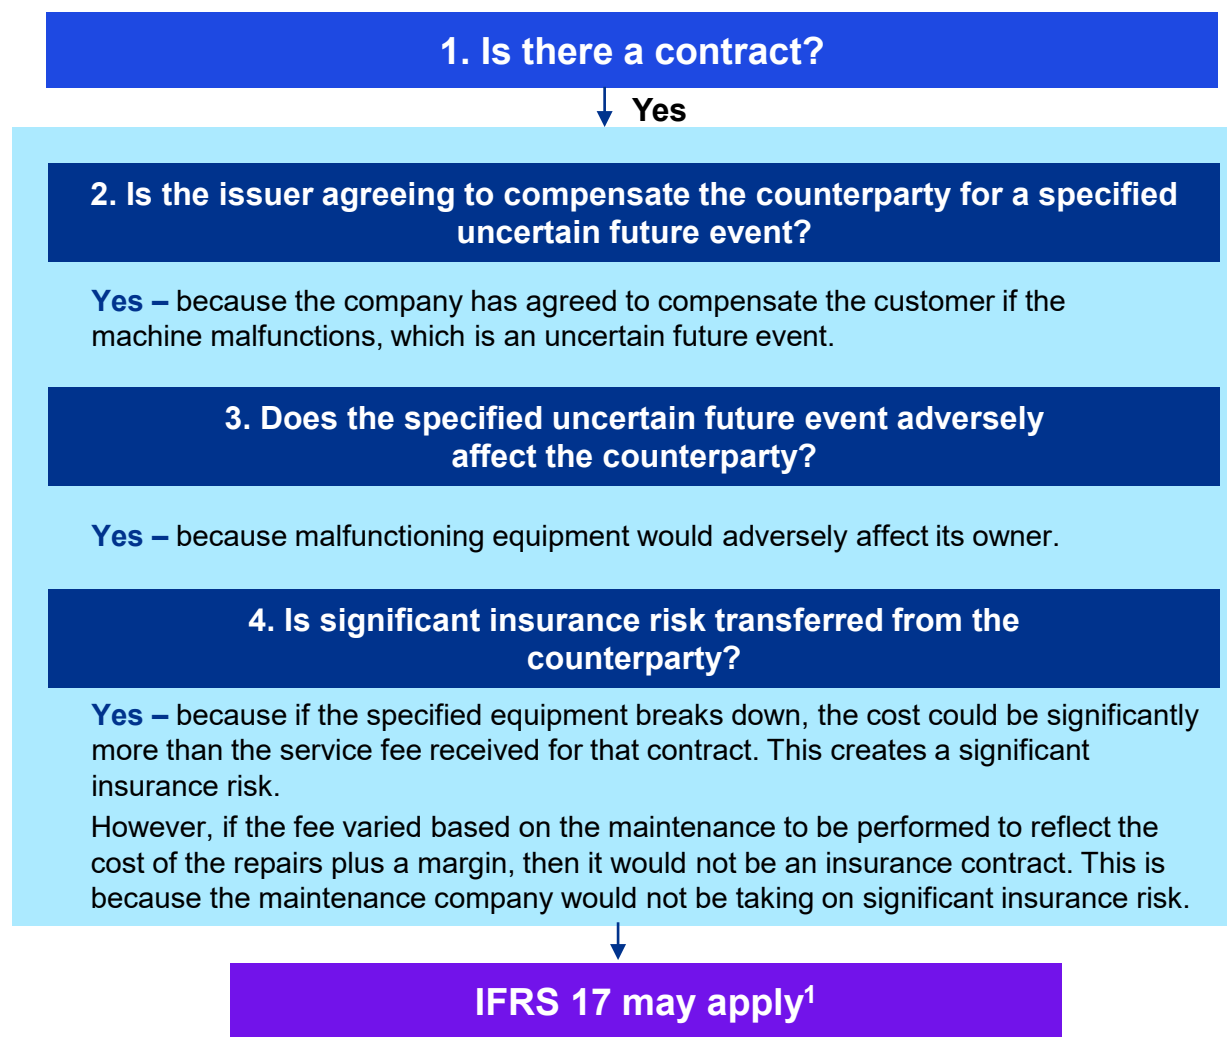 1. Is there a contract?
Yes
2. Is the issuer agreeing to compensate the counterparty for a specified
uncertain future event?
Yes – because the company has agreed to compensate the customer if the
machine malfunctions, which is an uncertain future event.
3. Does the specified uncertain future event adversely
affect the counterparty?
Yes – because malfunctioning equipment would adversely affect its owner.
4. Is significant insurance risk transferred from the
counterparty?
Yes – because if the specified equipment breaks down, the cost could be significantly
more than the service fee received for that contract. This creates a significant
insurance risk.
However, if the fee varied based on the maintenance to be performed to reflect the
cost of the repairs plus a margin, then it would not be an insurance contract. This is
because the maintenance company would not be taking on significant insurance risk.
IFRS 17 may apply¹